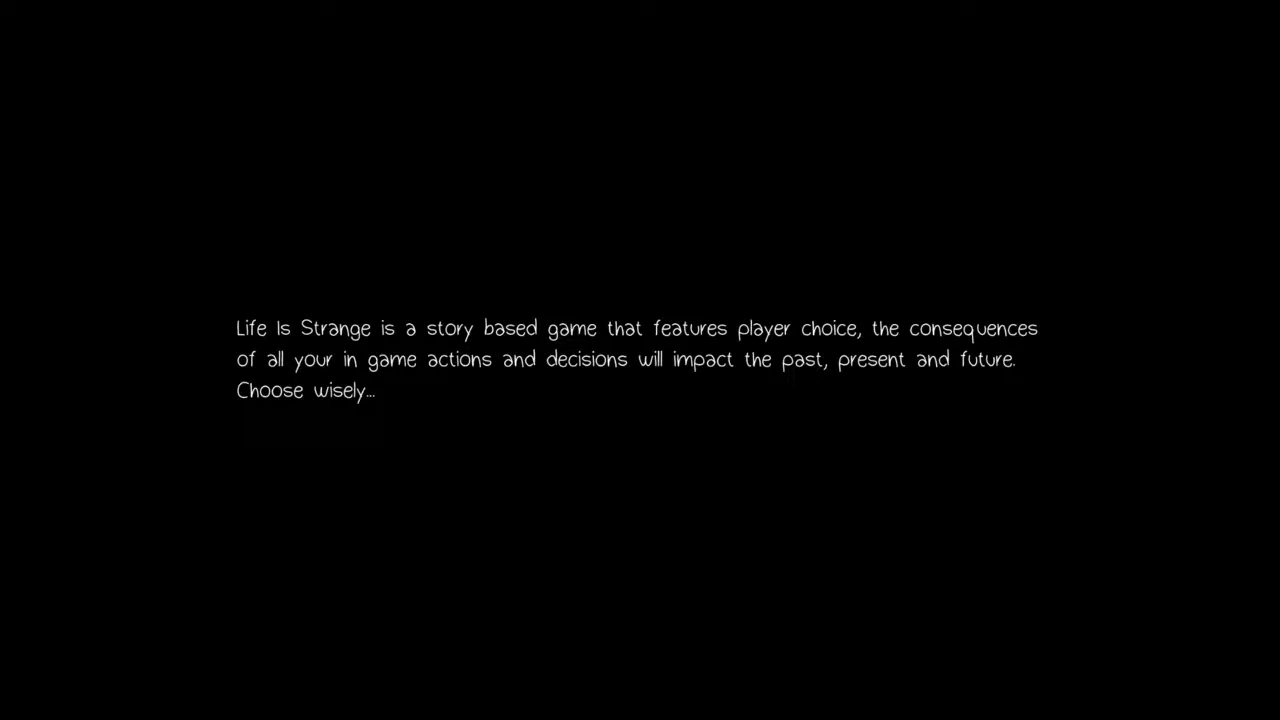 Life Is Strange is a story based game that features player choice, the consequences
of all your in game actions and decisions will impact the past, present and future.
Choose wisely...